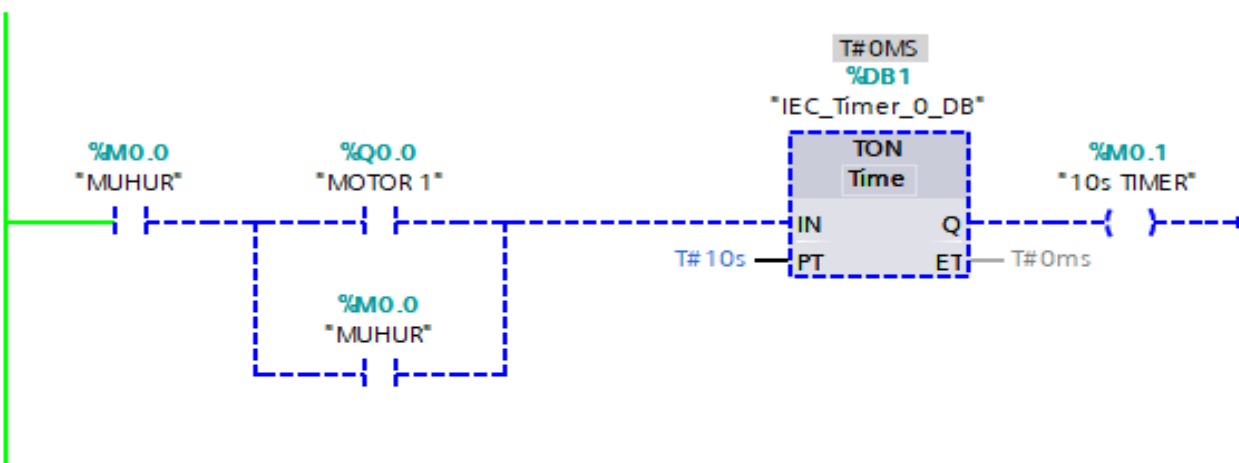 T#0MS
%DB1
"IEC_Timer_0_DB"
%M0.0
"MUHUR"
%Q0.0
"MOTOR 1"
TON
Time
%M0.1
"10s TIMER"
IN
Q
T#10s
PT
ET
T#0ms
%M0.0
"MUHUR"